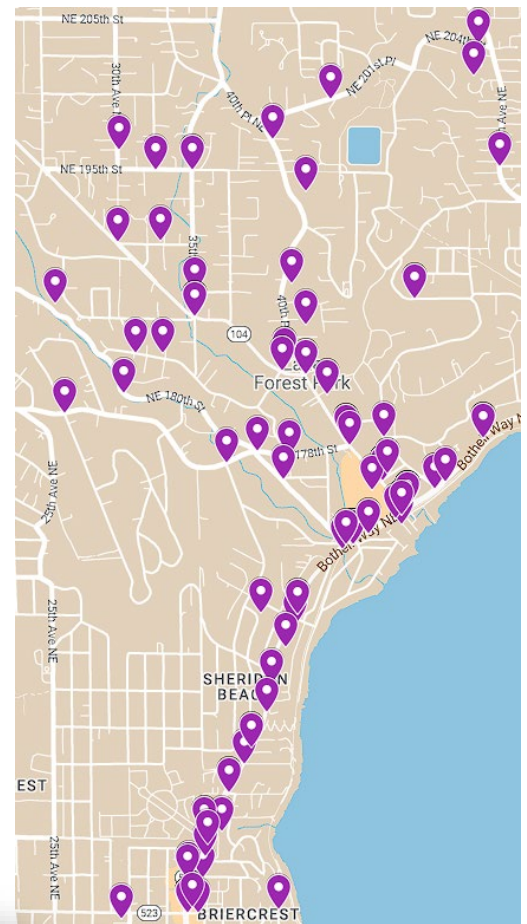 NE 205th St
NE 204th
NE 201st Pl
30th Ave N
40th Pl NE
Ave NE
NE 195th St
35th
40th P
104
Forest Park
NE 180th St
178th St
Bothell Way N
25th Ave NE
Bothell Way NE
25th Ave NE
SHERIDAN
BEACH
EST
25th Ave NE
523
BRIERCREST